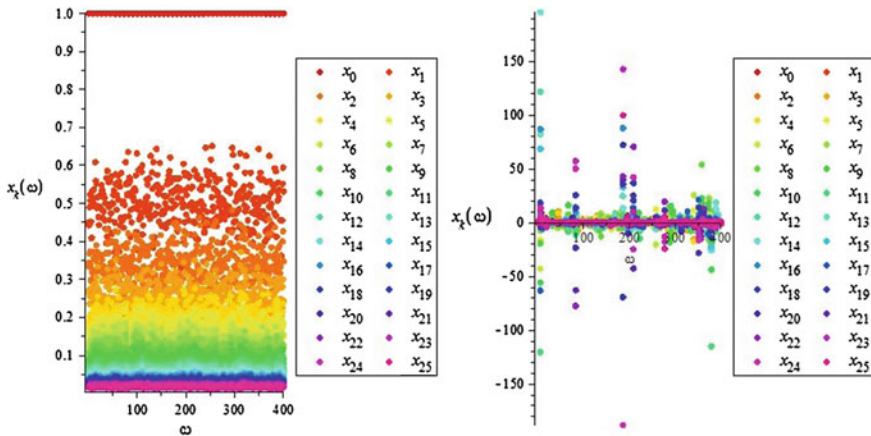 1.0
0.9
0.8
0.7
0.6
0.5
0.4
0.3
0.2
0.1
x_k(ω)
100 200 300 400
ω
x_0 x_1
x_2 x_3
x_4 x_5
x_6 x_7
x_8 x_9
x_10 x_11
x_12 x_13
x_14 x_15
x_16 x_17
x_18 x_19
x_20 x_21
x_22 x_23
x_24 x_25
150
100
50
0
-50
-100
-150
x_k(ω)
100 200 300 400
ω
x_0 x_1
x_2 x_3
x_4 x_5
x_6 x_7
x_8 x_9
x_10 x_11
x_12 x_13
x_14 x_15
x_16 x_17
x_18 x_19
x_20 x_21
x_22 x_23
x_24 x_25